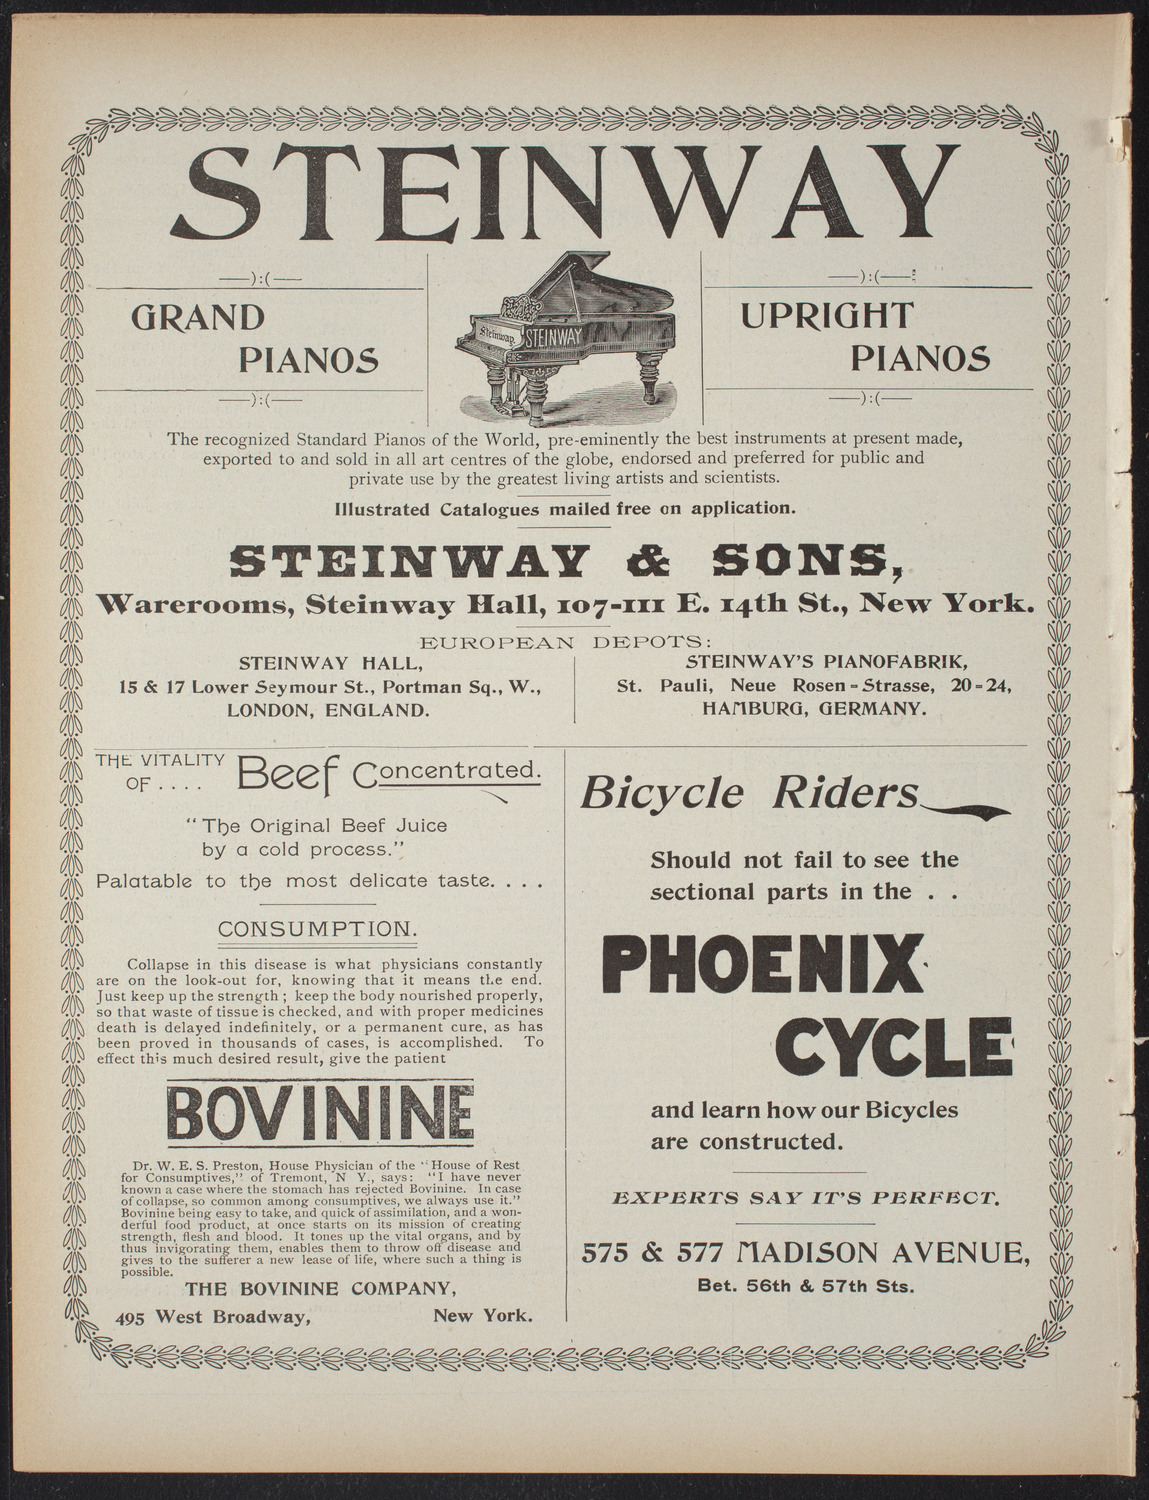 STEINWAY
GRAND
PIANOS
Steinway.
STEINWAY
UPRIGHT
PIANOS
The recognized Standard Pianos of the World, pre-eminently the best instruments at present made,
exported to and sold in all art centres of the globe, endorsed and preferred for public and
private use by the greatest living artists and scientists.
Illustrated Catalogues mailed free on application.
STEINWAY & SONS,
Warerooms, Steinway Hall, 107-111 E. 14th St., New York.
EUROPEAN DEPOTS:
STEINWAY HALL,
15 & 17 Lower Seymour St., Portman Sq., W.,
LONDON, ENGLAND.
STEINWAY'S PIANOFABRIK,
St. Pauli, Neue Rosen-Strasse, 20-24,
HAMBURG, GERMANY.
THE VITALITY
OF . . . .
Beef Concentrated.
"The Original Beef Juice
by a cold process."
Palatable to the most delicate taste. . . .
CONSUMPTION.
Collapse in this disease is what physicians constantly
are on the look-out for, knowing that it means the end.
Just keep up the strength; keep the body nourished properly,
so that waste of tissue is checked, and with proper medicines
death is delayed indefinitely, or a permanent cure, as has
been proved in thousands of cases, is accomplished. To
effect this much desired result, give the patient
BOVININE
Dr. W. E. S. Preston, House Physician of the "House of Rest
for Consumptives," of Tremont, N Y., says: "I have never
known a case where the stomach has rejected Bovinine. In case
of collapse, so common among consumptives, we always use it."
Bovinine being easy to take, and quick of assimilation, and a won-
derful food product, at once starts on its mission of creating
strength, flesh and blood. It tones up the vital organs, and by
thus invigorating them, enables them to throw off disease and
gives to the sufferer a new lease of life, where such a thing is
possible.
THE BOVININE COMPANY,
495 West Broadway, New York.
Bicycle Riders
Should not fail to see the
sectional parts in the . .
PHOENIX
CYCLE
and learn how our Bicycles
are constructed.
EXPERTS SAY IT'S PERFECT.
575 & 577 MADISON AVENUE,
Bet. 56th & 57th Sts.